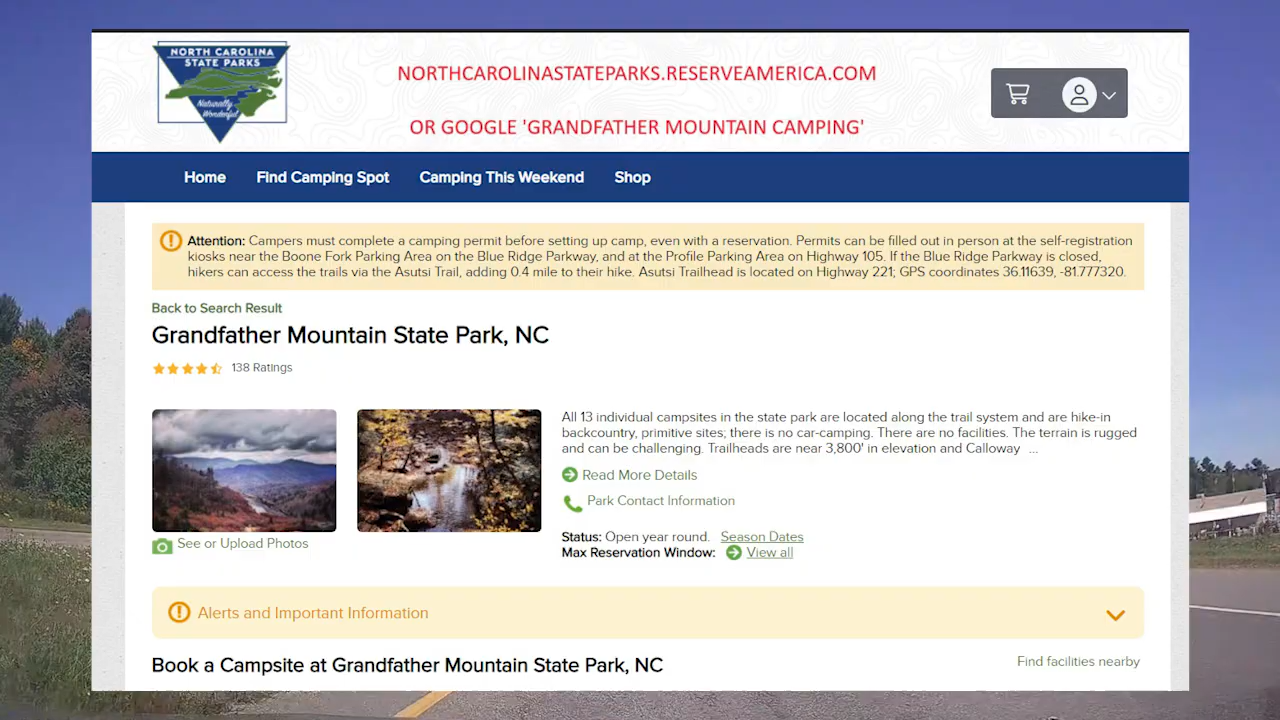 NORTH CAROLINA
STATE PARKS
Naturally
Wonderful
NORTHCAROLINASTATEPARKS.RESERVEAMERICA.COM
OR GOOGLE 'GRANDFATHER MOUNTAIN CAMPING'
Home Find Camping Spot Camping This Weekend Shop
Attention: Campers must complete a camping permit before setting up camp, even with a reservation. Permits can be filled out in person at the self-registration
kiosks near the Boone Fork Parking Area on the Blue Ridge Parkway, and at the Profile Parking Area on Highway 105. If the Blue Ridge Parkway is closed,
hikers can access the trails via the Asutsi Trail, adding 0.4 mile to their hike. Asutsi Trailhead is located on Highway 221; GPS coordinates 36.11639, -81.777320.
Back to Search Result
Grandfather Mountain State Park, NC
138 Ratings
All 13 individual campsites in the state park are located along the trail system and are hike-in
backcountry, primitive sites; there is no car-camping. There are no facilities. The terrain is rugged
and can be challenging. Trailheads are near 3,800' in elevation and Calloway ...
Read More Details
Park Contact Information
See or Upload Photos
Status: Open year round. Season Dates
Max Reservation Window: View all
Alerts and Important Information
Book a Campsite at Grandfather Mountain State Park, NC
Find facilities nearby